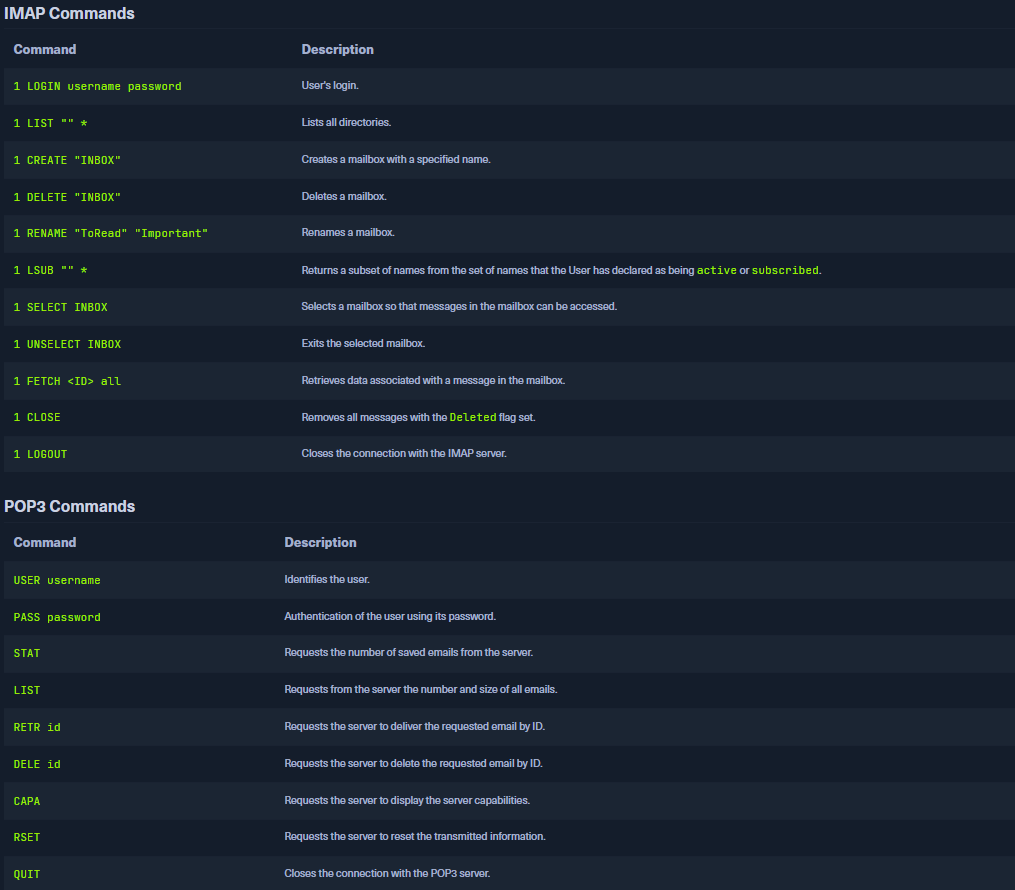 IMAP Commands
Command Description
1 LOGIN username password User's login.
1 LIST "" * Lists all directories.
1 CREATE "INBOX" Creates a mailbox with a specified name.
1 DELETE "INBOX" Deletes a mailbox.
1 RENAME "ToRead" "Important" Renames a mailbox.
1 LSUB "" * Returns a subset of names from the set of names that the User has declared as being active or subscribed.
1 SELECT INBOX Selects a mailbox so that messages in the mailbox can be accessed.
1 UNSELECT INBOX Exits the selected mailbox.
1 FETCH <ID> all Retrieves data associated with a message in the mailbox.
1 CLOSE Removes all messages with the Deleted flag set.
1 LOGOUT Closes the connection with the IMAP server.
POP3 Commands
Command Description
USER username Identifies the user.
PASS password Authentication of the user using its password.
STAT Requests the number of saved emails from the server.
LIST Requests from the server the number and size of all emails.
RETR id Requests the server to deliver the requested email by ID.
DELE id Requests the server to delete the requested email by ID.
CAPA Requests the server to display the server capabilities.
RSET Requests the server to reset the transmitted information.
QUIT Closes the connection with the POP3 server.